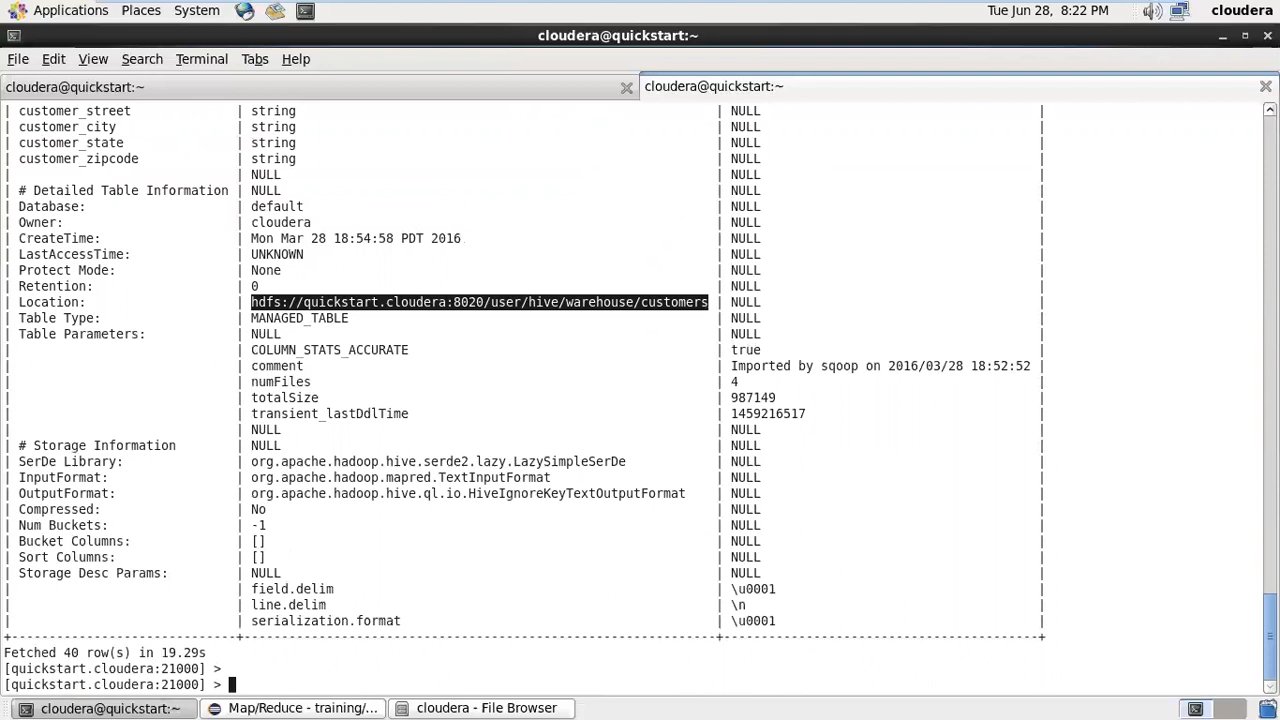 Applications Places System Tue Jun 28, 8:22 PM cloudera
cloudera@quickstart:~
File Edit View Search Terminal Tabs Help
cloudera@quickstart:~ cloudera@quickstart:~
| customer_street | string | NULL |
| customer_city | string | NULL |
| customer_state | string | NULL |
| customer_zipcode | string | NULL |
| | NULL | NULL |
| # Detailed Table Information | NULL | NULL |
| Database: | default | NULL |
| Owner: | cloudera | NULL |
| CreateTime: | Mon Mar 28 18:54:58 PDT 2016 | NULL |
| LastAccessTime: | UNKNOWN | NULL |
| Protect Mode: | None | NULL |
| Retention: | 0 | NULL |
| Location: | hdfs://quickstart.cloudera:8020/user/hive/warehouse/customers | NULL |
| Table Type: | MANAGED_TABLE | NULL |
| Table Parameters: | NULL | NULL |
| | COLUMN_STATS_ACCURATE | true |
| | comment | Imported by sqoop on 2016/03/28 18:52:52 |
| | numFiles | 4 |
| | totalSize | 987149 |
| | transient_lastDdlTime | 1459216517 |
| | NULL | NULL |
| # Storage Information | NULL | NULL |
| SerDe Library: | org.apache.hadoop.hive.serde2.lazy.LazySimpleSerDe | NULL |
| InputFormat: | org.apache.hadoop.mapred.TextInputFormat | NULL |
| OutputFormat: | org.apache.hadoop.hive.ql.io.HiveIgnoreKeyTextOutputFormat | NULL |
| Compressed: | No | NULL |
| Num Buckets: | -1 | NULL |
| Bucket Columns: | [] | NULL |
| Sort Columns: | [] | NULL |
| Storage Desc Params: | NULL | NULL |
| | field.delim | \u0001 |
| | line.delim | \n |
| | serialization.format | \u0001 |
+------------------------------+---------------------------------------------------------------+------------------------------------------+
Fetched 40 row(s) in 19.29s
[quickstart.cloudera:21000] >
[quickstart.cloudera:21000] >
cloudera@quickstart:~ Map/Reduce - training/... cloudera - File Browser